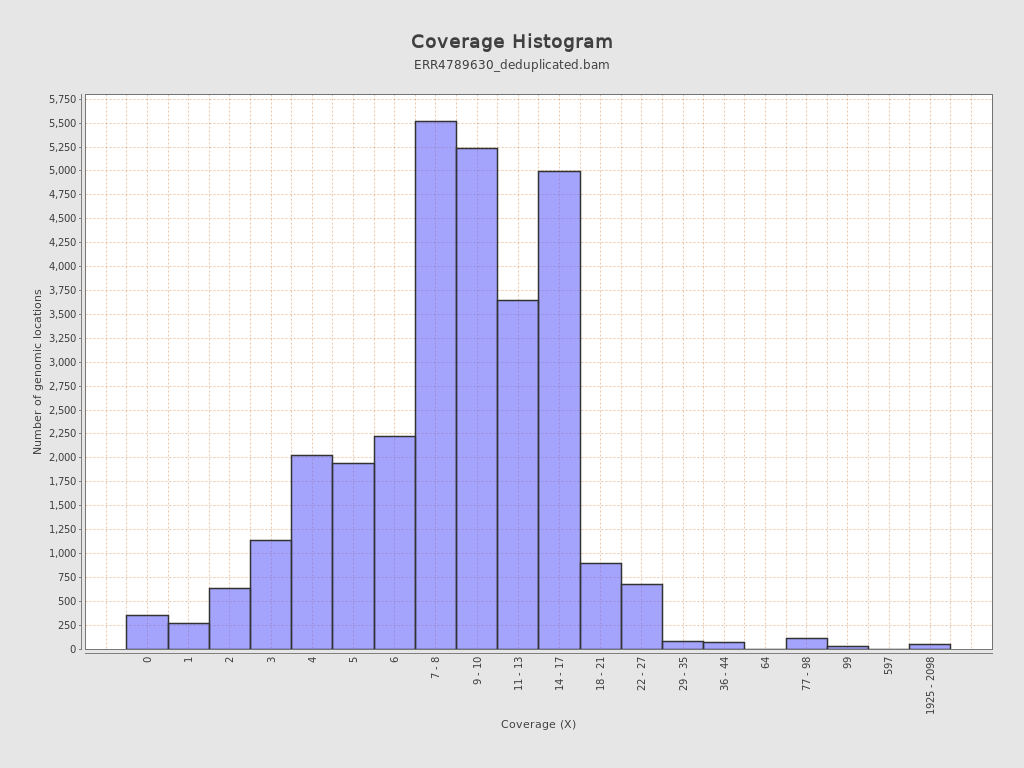 Coverage Histogram
ERR4789630_deduplicated.bam
5,750
5,500
5,250
5,000
4,750
4,500
4,250
4,000
3,750
3,500
3,250
3,000
2,750
2,500
2,250
2,000
1,750
1,500
1,250
1,000
750
500
250
0
Number of genomic locations
0
1
2
3
4
5
6
7 - 8
9 - 10
11 - 13
14 - 17
18 - 21
22 - 27
29 - 35
36 - 44
64
77 - 98
99
597
1925 - 2098
Coverage (X)